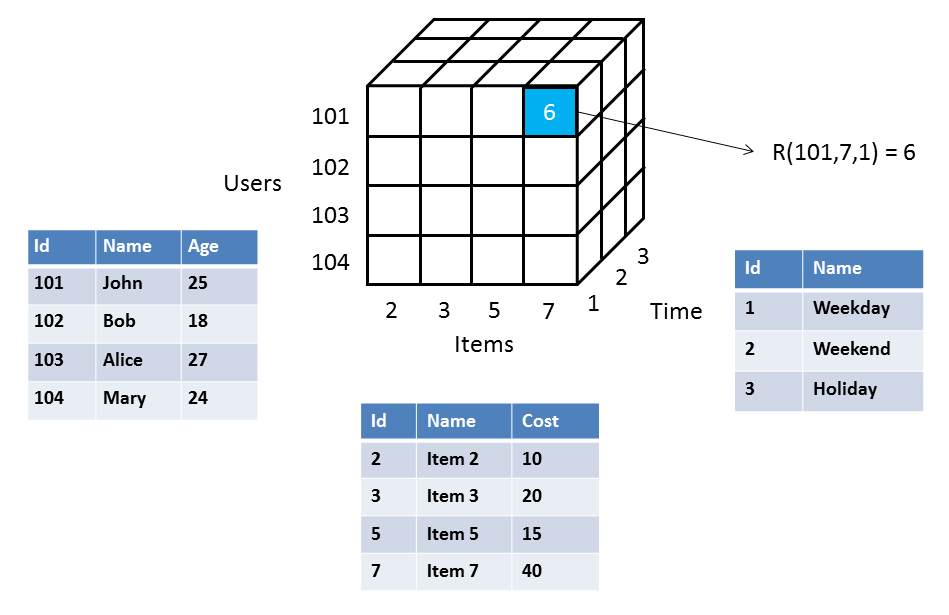 101 6
102
103
104
Users
R(101,7,1) = 6
2 3 5 7
Items
1 2 3
Time
Id Name Age
101 John 25
102 Bob 18
103 Alice 27
104 Mary 24
Id Name
1 Weekday
2 Weekend
3 Holiday
Id Name Cost
2 Item 2 10
3 Item 3 20
5 Item 5 15
7 Item 7 40